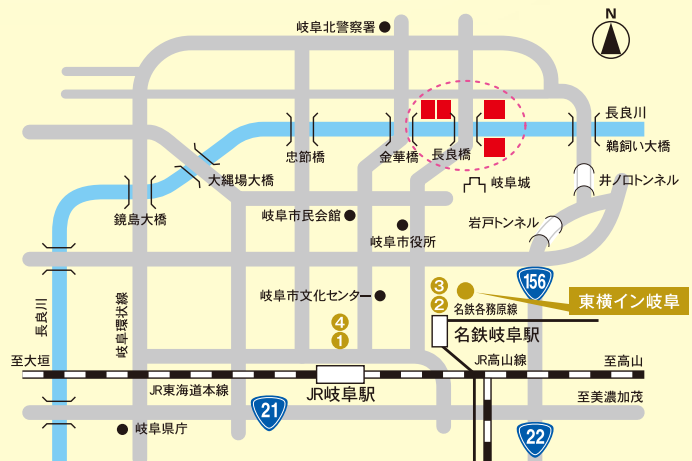 N
岐阜北警察署
長良川
鵜飼い大橋
忠節橋
金華橋
長良橋
大縄場大橋
岐阜城
井ノ口トンネル
鏡島大橋
岐阜市民会館
岩戸トンネル
岐阜市役所
156
岐阜市文化センター
③
②
名鉄各務原線
東横イン岐阜
長良川
岐阜環状線
④
①
名鉄岐阜駅
至大垣
JR高山線
至高山
JR東海道本線
JR岐阜駅
至美濃加茂
21
岐阜県庁
22